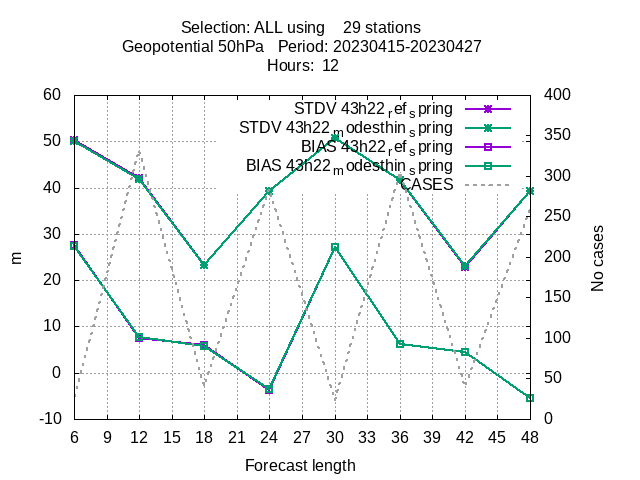 Selection: ALL using    29 stations
Geopotential 50hPa   Period: 20230415-20230427
Hours:  12
STDV 43h22_ref_spring
STDV 43h22_modesthin_spring
BIAS 43h22_ref_spring
BIAS 43h22_modesthin_spring
CASES
60
50
40
30
20
10
0
-10
m
400
350
300
250
200
150
100
50
0
No cases
6 9 12 15 18 21 24 27 30 33 36 39 42 45 48
Forecast length